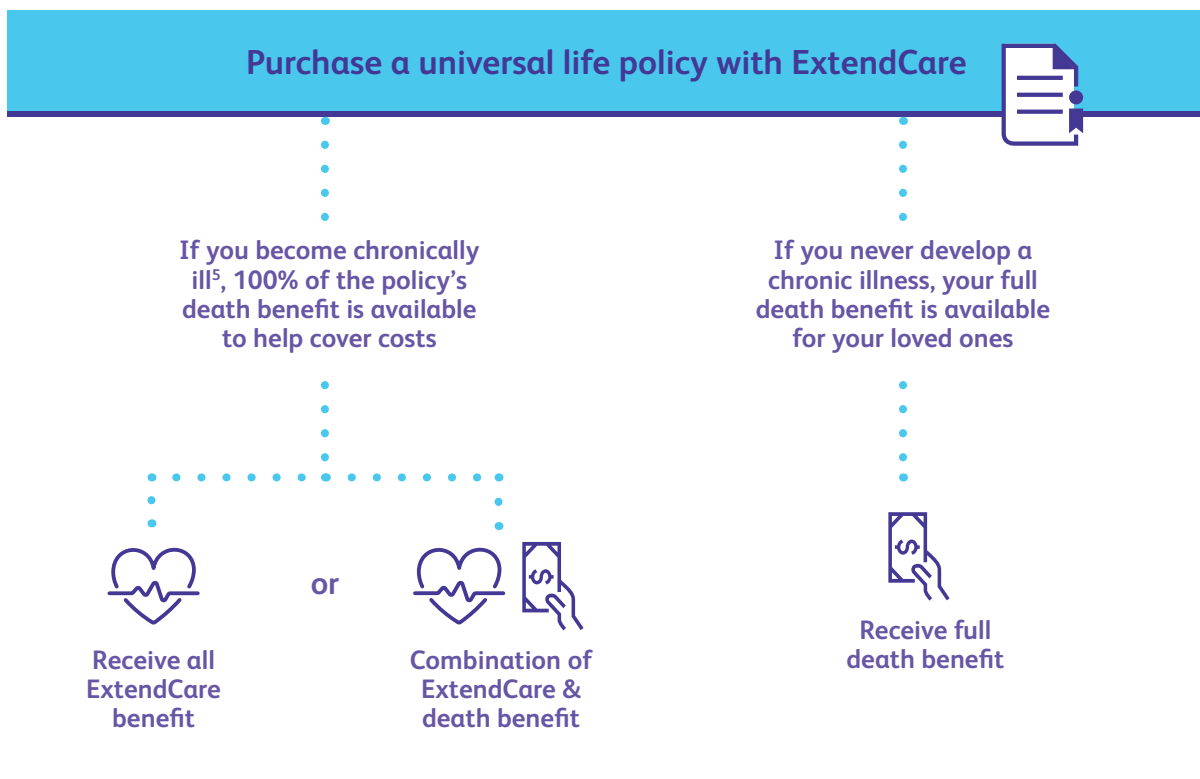 Purchase a universal life policy with ExtendCare
If you become chronically
ill⁵, 100% of the policy’s
death benefit is available
to help cover costs
If you never develop a
chronic illness, your full
death benefit is available
for your loved ones
or
Receive all
ExtendCare
benefit
Combination of
ExtendCare &
death benefit
Receive full
death benefit